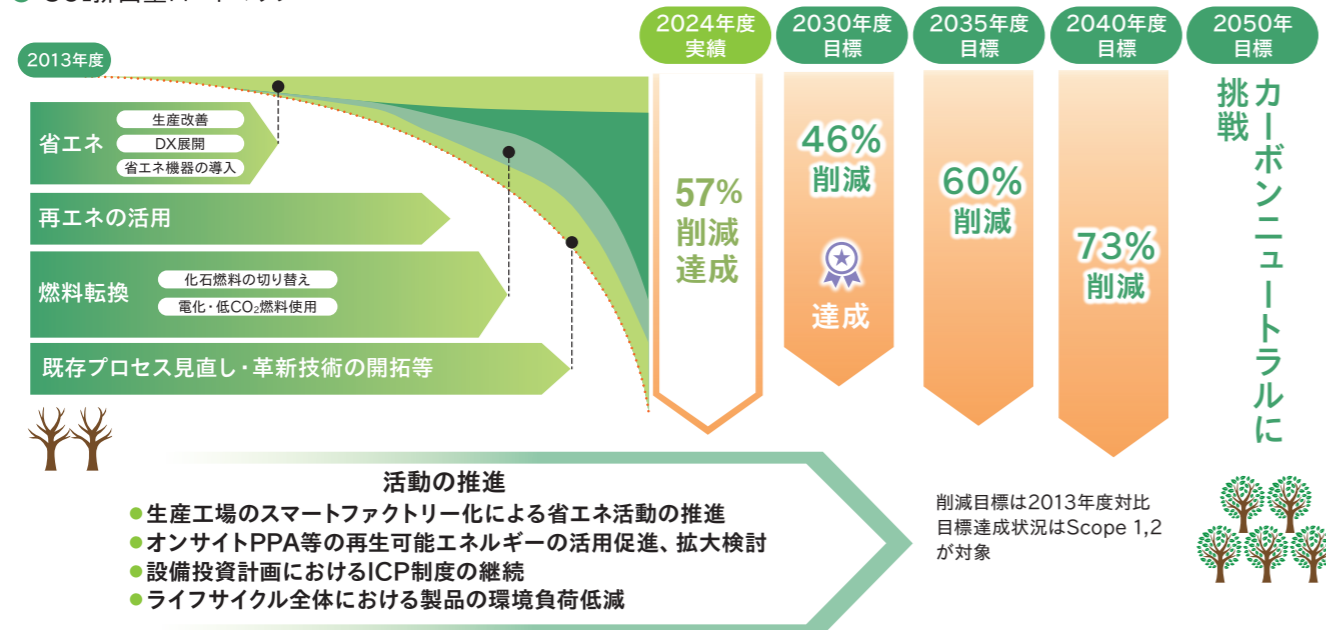 2013年度
2024年度
実績
2030年度
目標
2035年度
目標
2040年度
目標
2050年
目標
省エネ
生産改善
DX展開
省エネ機器の導入
再エネの活用
燃料転換
化石燃料の切り替え
電化・低CO₂燃料使用
既存プロセス見直し・革新技術の開拓等
57%
削減
達成
46%
削減
達成
60%
削減
73%
削減
カーボンニュートラルに
挑戦
活動の推進
●生産工場のスマートファクトリー化による省エネ活動の推進
●オンサイトPPA等の再生可能エネルギーの活用促進、拡大検討
●設備投資計画におけるICP制度の継続
●ライフサイクル全体における製品の環境負荷低減
削減目標は2013年度対比
目標達成状況はScope 1,2
が対象